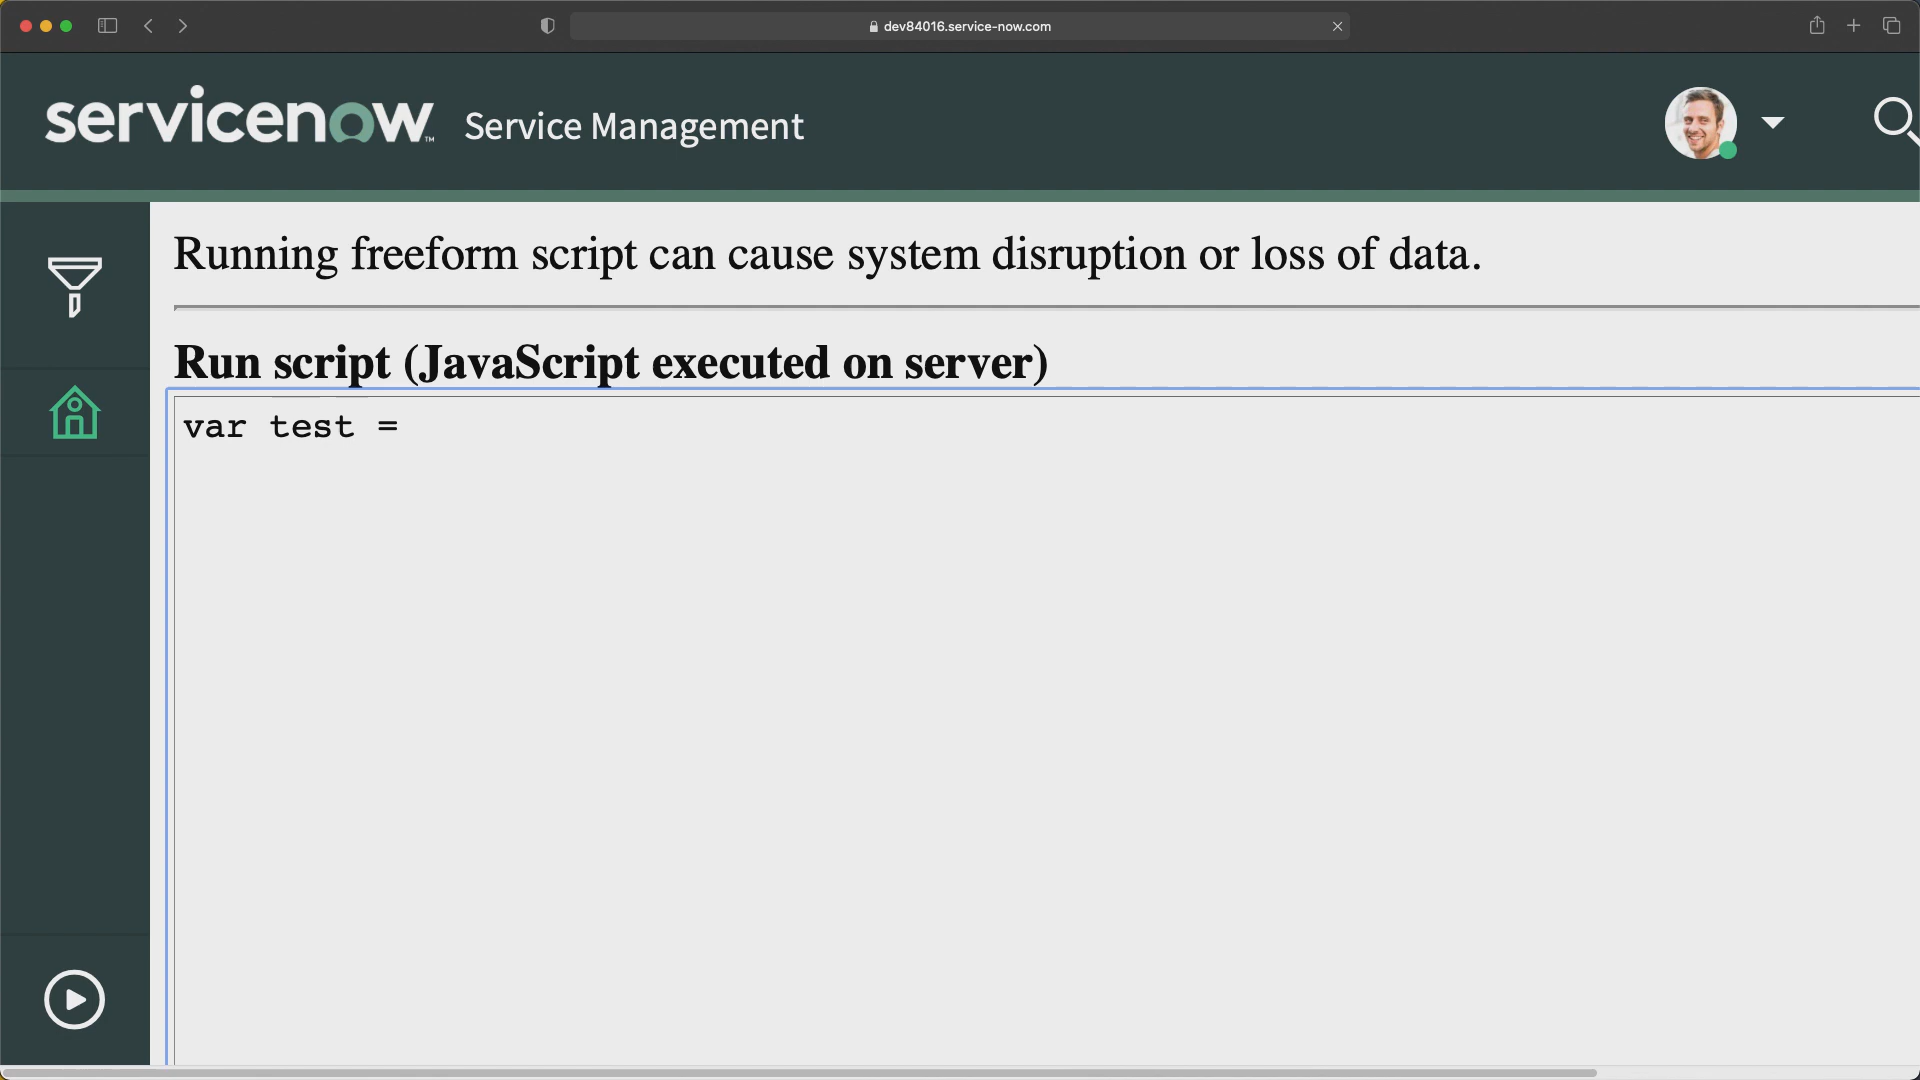 dev84016.service-now.com
servicenow™ Service Management
Running freeform script can cause system disruption or loss of data.
Run script (JavaScript executed on server)
var test =